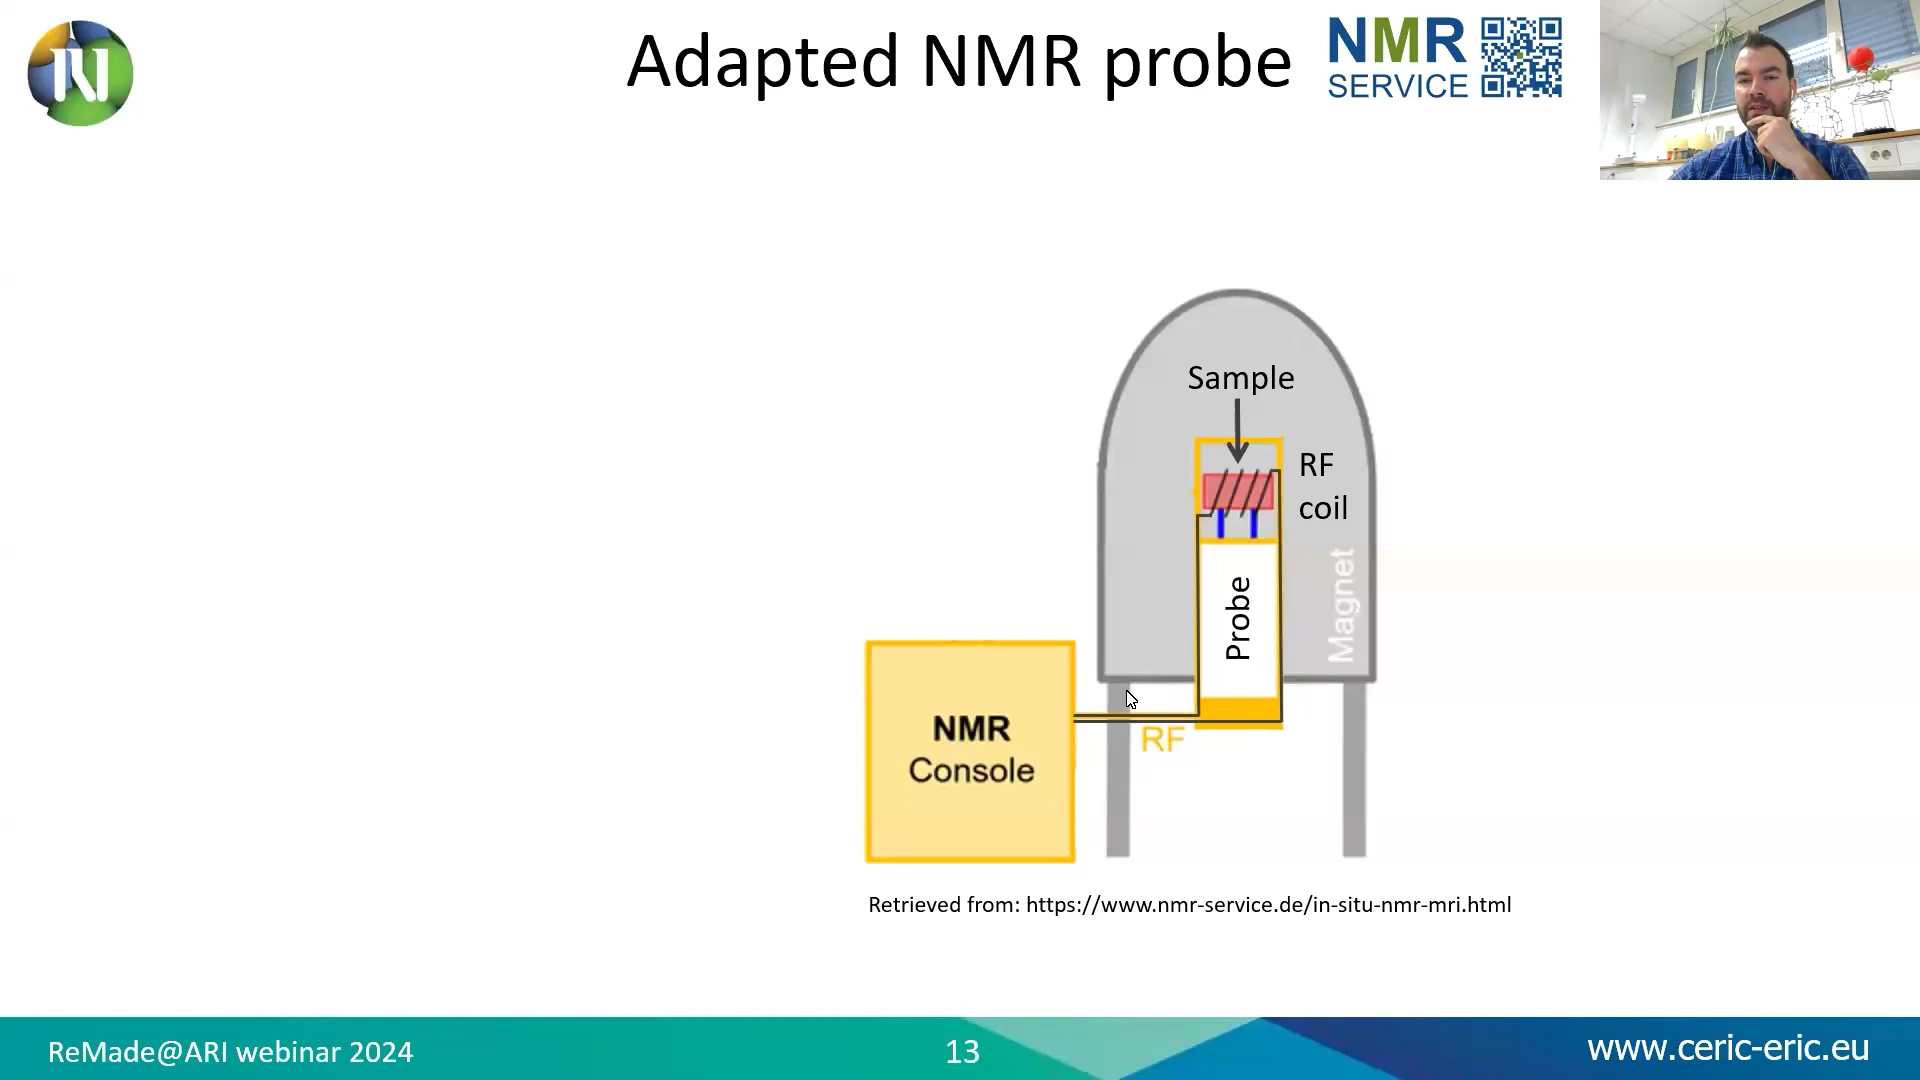 Adapted NMR probe
NMR
SERVICE
Sample
RF
coil
Magnet
Probe
NMR
Console
RF
Retrieved from: https://www.nmr-service.de/in-situ-nmr-mri.html
ReMade@ARI webinar 2024
13
www.ceric-eric.eu